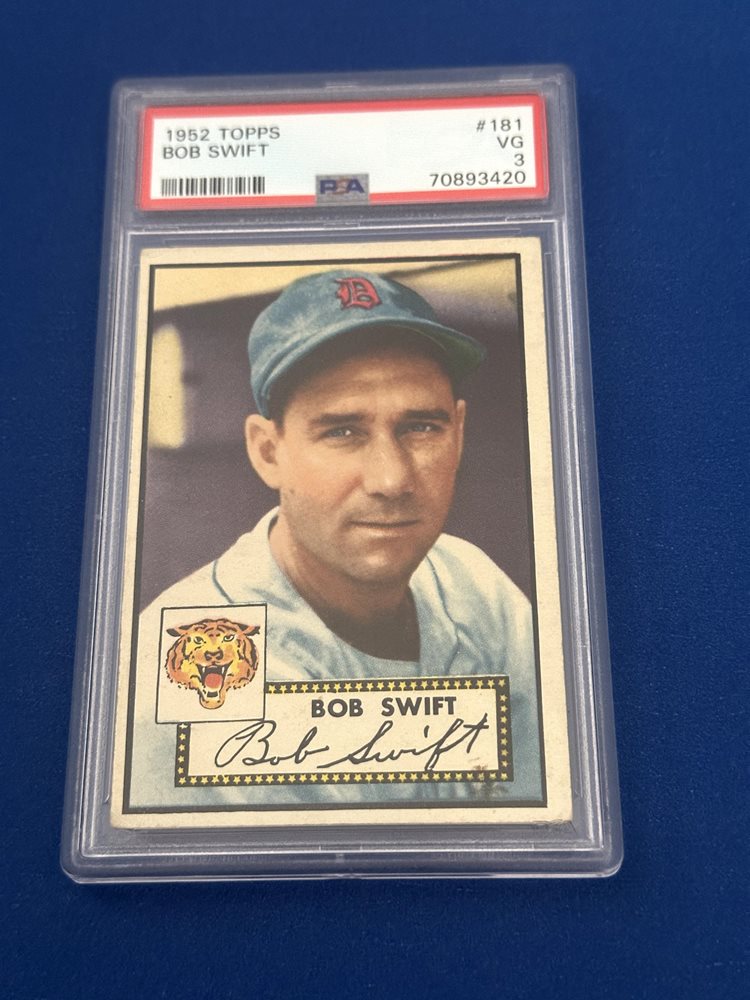 1952 TOPPS #181
BOB SWIFT VG
3
PSA 70893420
D
BOB SWIFT
Bob Swift